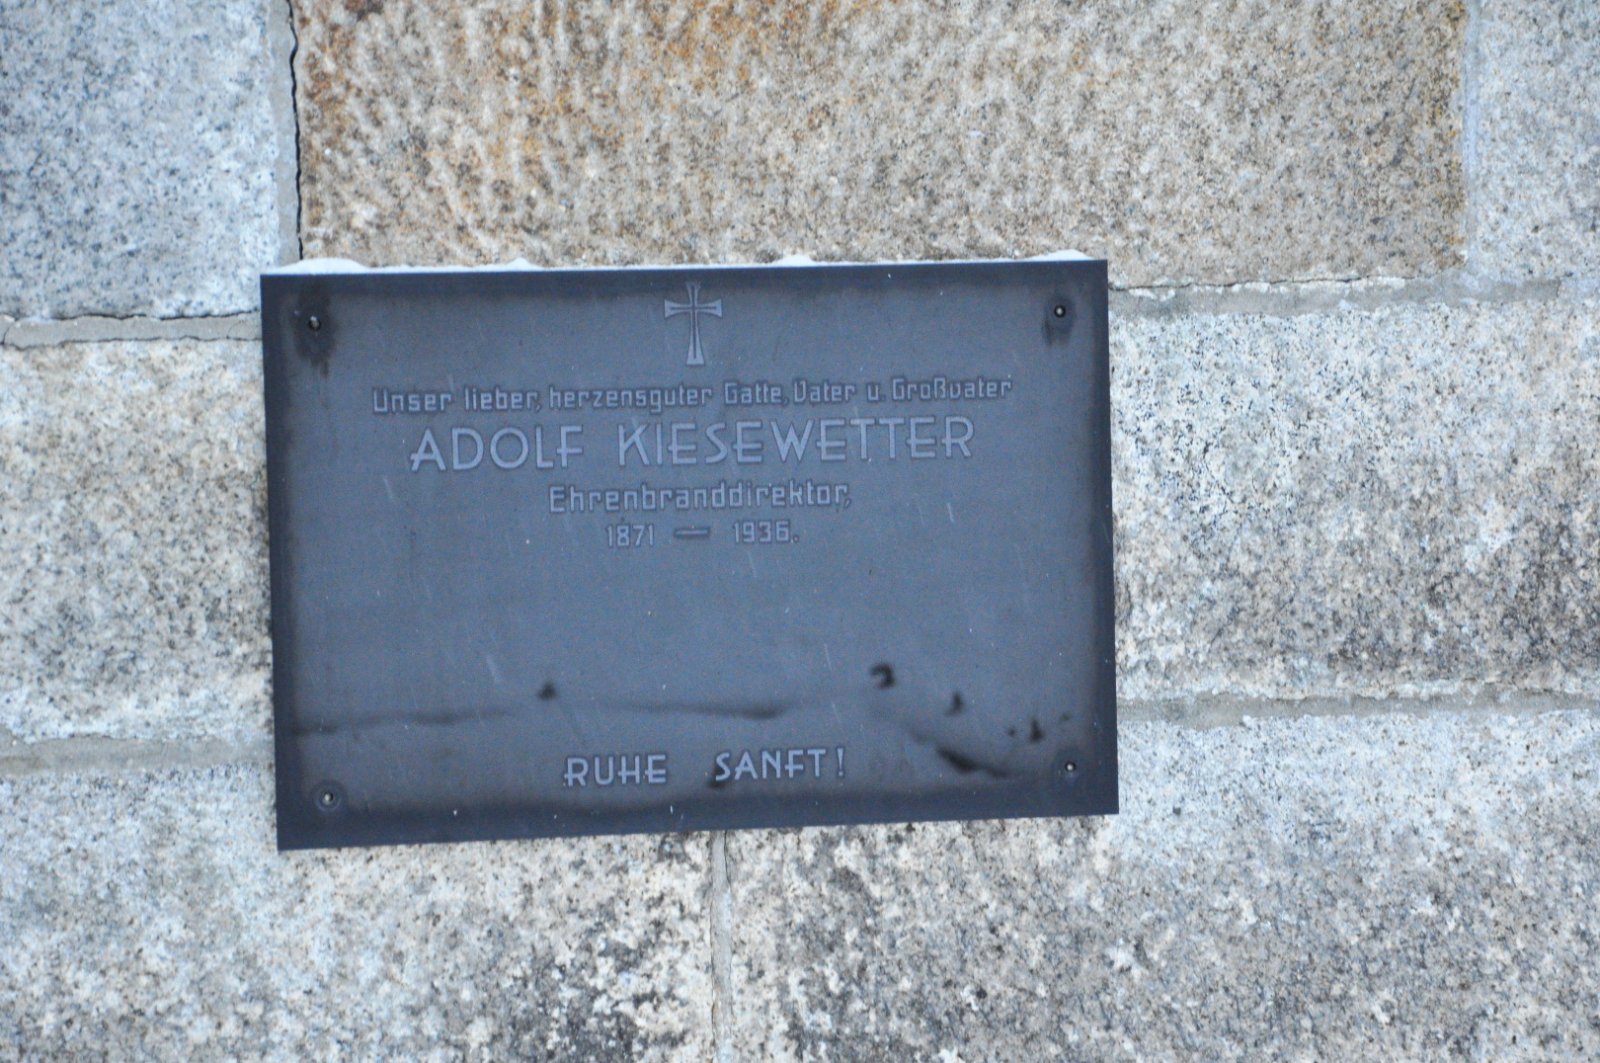 Unser lieber, herzensguter Gatte, Vater u. Großvater
ADOLF KIESEWETTER
Ehrenbranddirektor,
1871 — 1936.
RUHE SANFT!